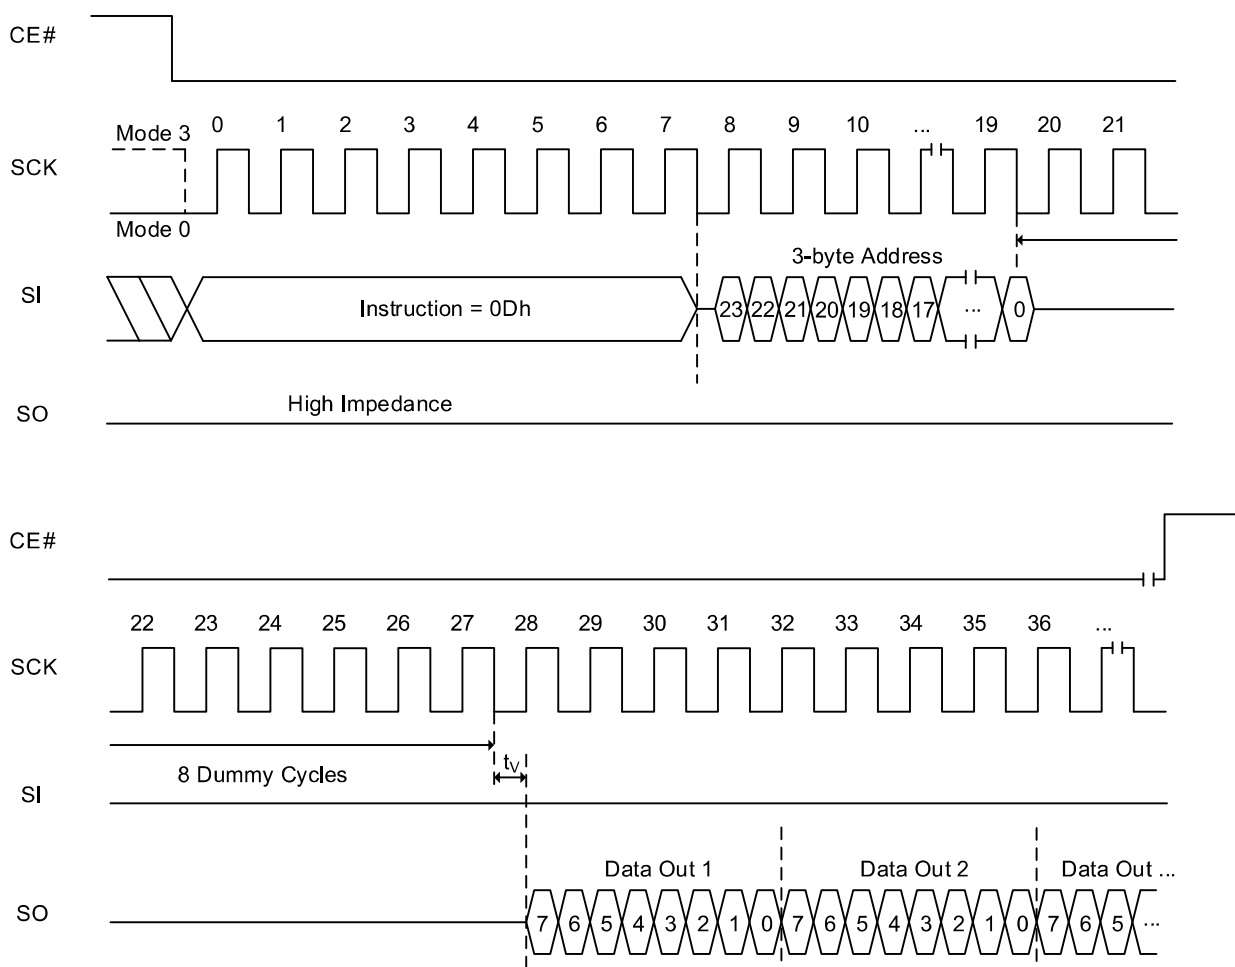 CE#
0 1 2 3 4 5 6 7 8 9 10 ... 19 20 21
Mode 3
SCK
Mode 0
3-byte Address
SI
Instruction = 0Dh
23 22 21 20 19 18 17 ... 0
High Impedance
SO
CE#
22 23 24 25 26 27 28 29 30 31 32 33 34 35 36 ...
SCK
8 Dummy Cycles
tV
SI
Data Out 1 Data Out 2 Data Out ...
SO
7 6 5 4 3 2 1 0 7 6 5 4 3 2 1 0 7 6 5 ...